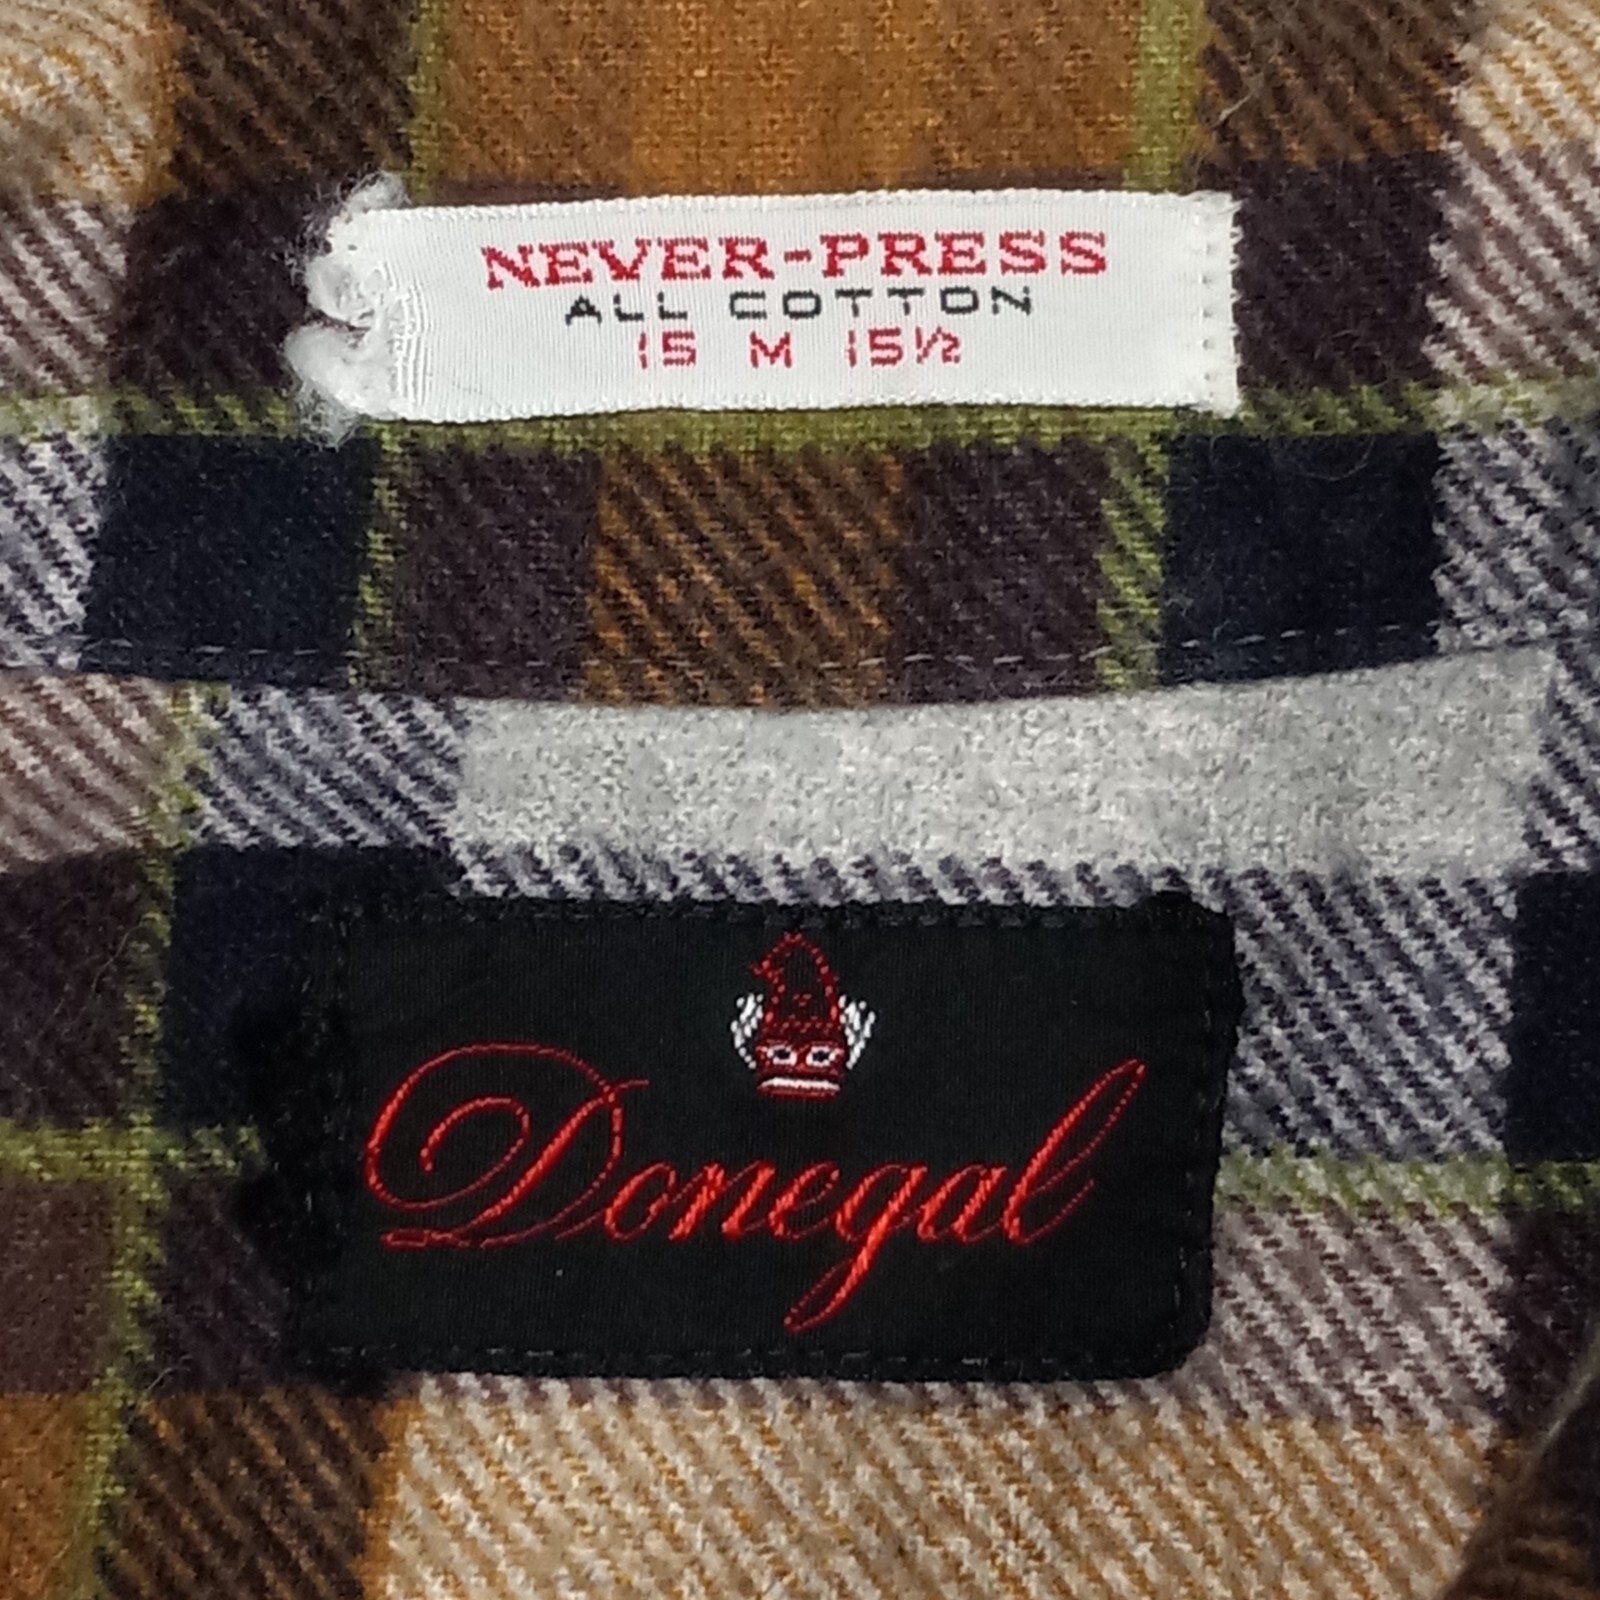 NEVER-PRESS
ALL COTTON
15 M 15½
Donegal